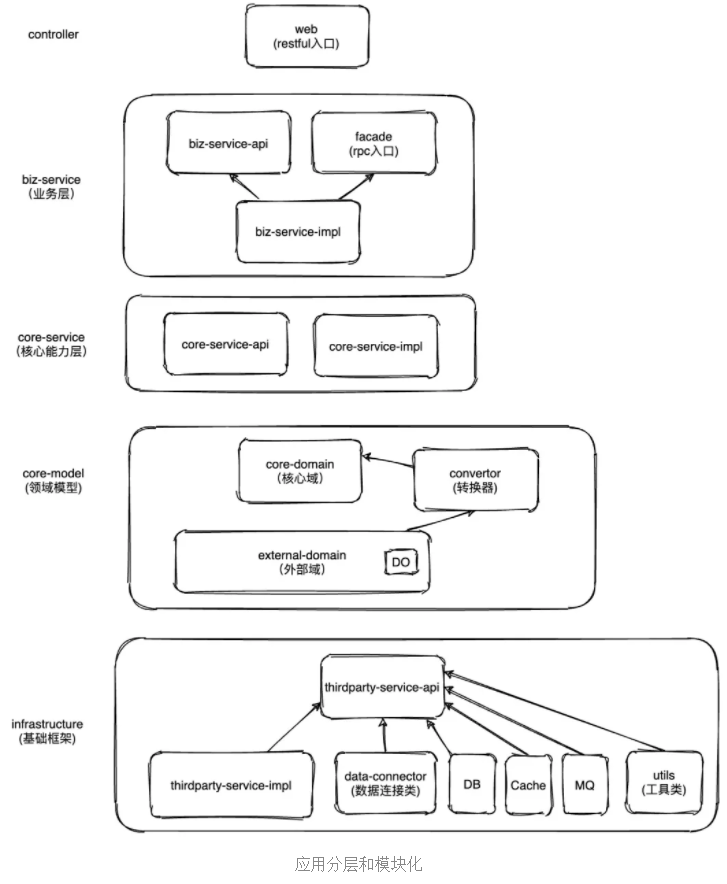 controller
web
(restful入口)
biz-service
（业务层）
biz-service-api
facade
(rpc入口)
biz-service-impl
core-service
（核心能力层）
core-service-api
core-service-impl
core-model
(领域模型)
core-domain
（核心域）
convertor
(转换器)
external-domain
（外部域）
DO
infrastructure
(基础框架)
thirdparty-service-api
thirdparty-service-impl
data-connector
(数据连接类)
DB
Cache
MQ
utils
(工具类)
应用分层和模块化